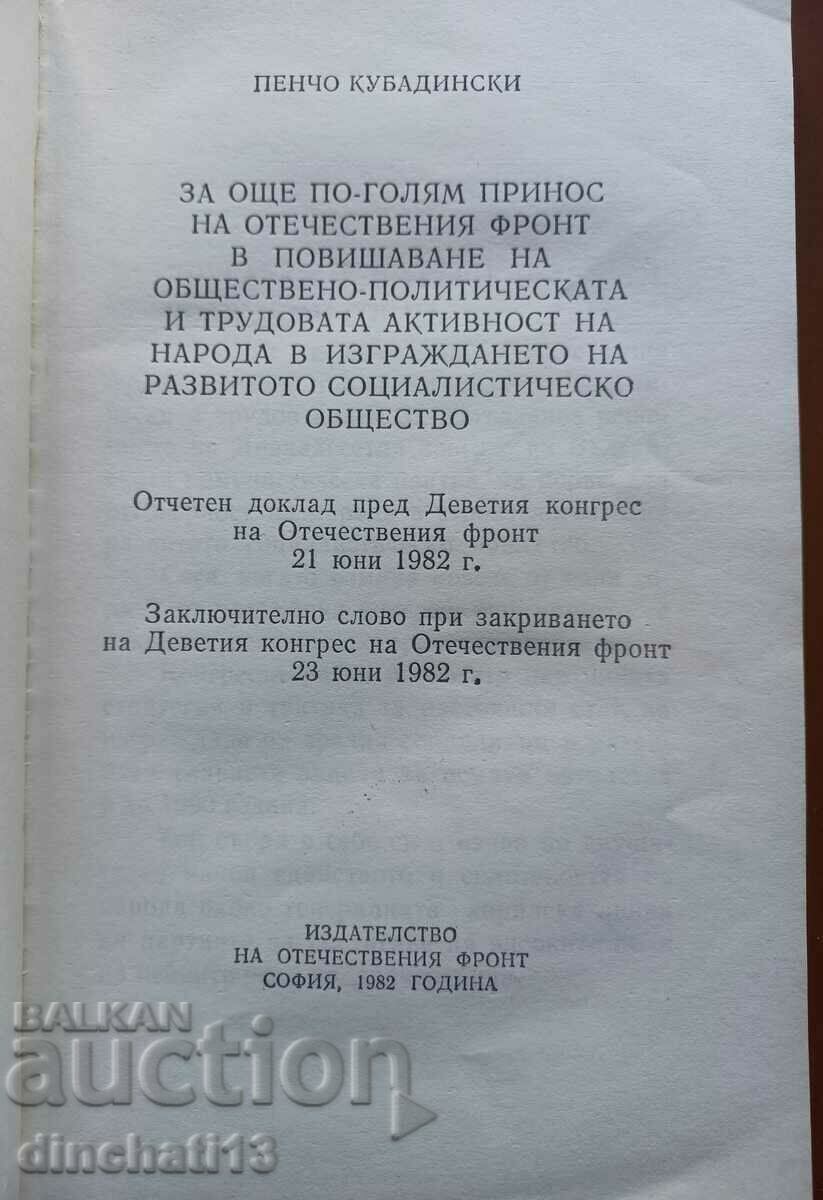 ПЕНЧО КУБАДИНСКИ
ЗА ОЩЕ ПО-ГОЛЯМ ПРИНОС
НА ОТЕЧЕСТВЕНИЯ ФРОНТ
В ПОВИШАВАНЕ НА
ОБЩЕСТВЕНО-ПОЛИТИЧЕСКАТА
И ТРУДОВАТА АКТИВНОСТ НА
НАРОДА В ИЗГРАЖДАНЕТО НА
РАЗВИТОТО СОЦИАЛИСТИЧЕСКО
ОБЩЕСТВО
Отчетен доклад пред Деветия конгрес
на Отечествения фронт
21 юни 1982 г.
Заключително слово при закриването
на Деветия конгрес на Отечествения фронт
23 юни 1982 г.
ИЗДАТЕЛСТВО
НА ОТЕЧЕСТВЕНИЯ ФРОНТ
СОФИЯ, 1982 ГОДИНА
BALKAN
auction
dinchati13